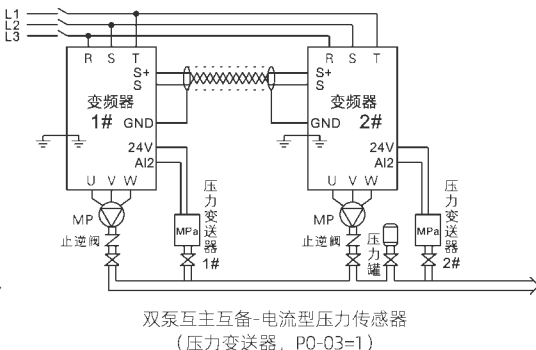 L1
L2
L3
R S T
R S T
S+
S
S+
S
变频器
1#
变频器
2#
GND
GND
24V
AI2
24V
AI2
U V W
U V W
MP
MP
止逆阀
止逆阀
MPa
MPa
压力变送器
1#
压力罐
压力变送器
2#
双泵互主互备-电流型压力传感器
(压力变送器，P0-03=1)